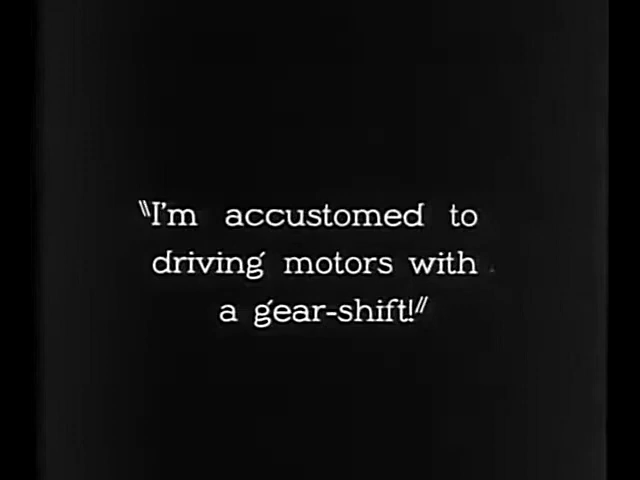 "I'm accustomed to
driving motors with
a gear-shift!"